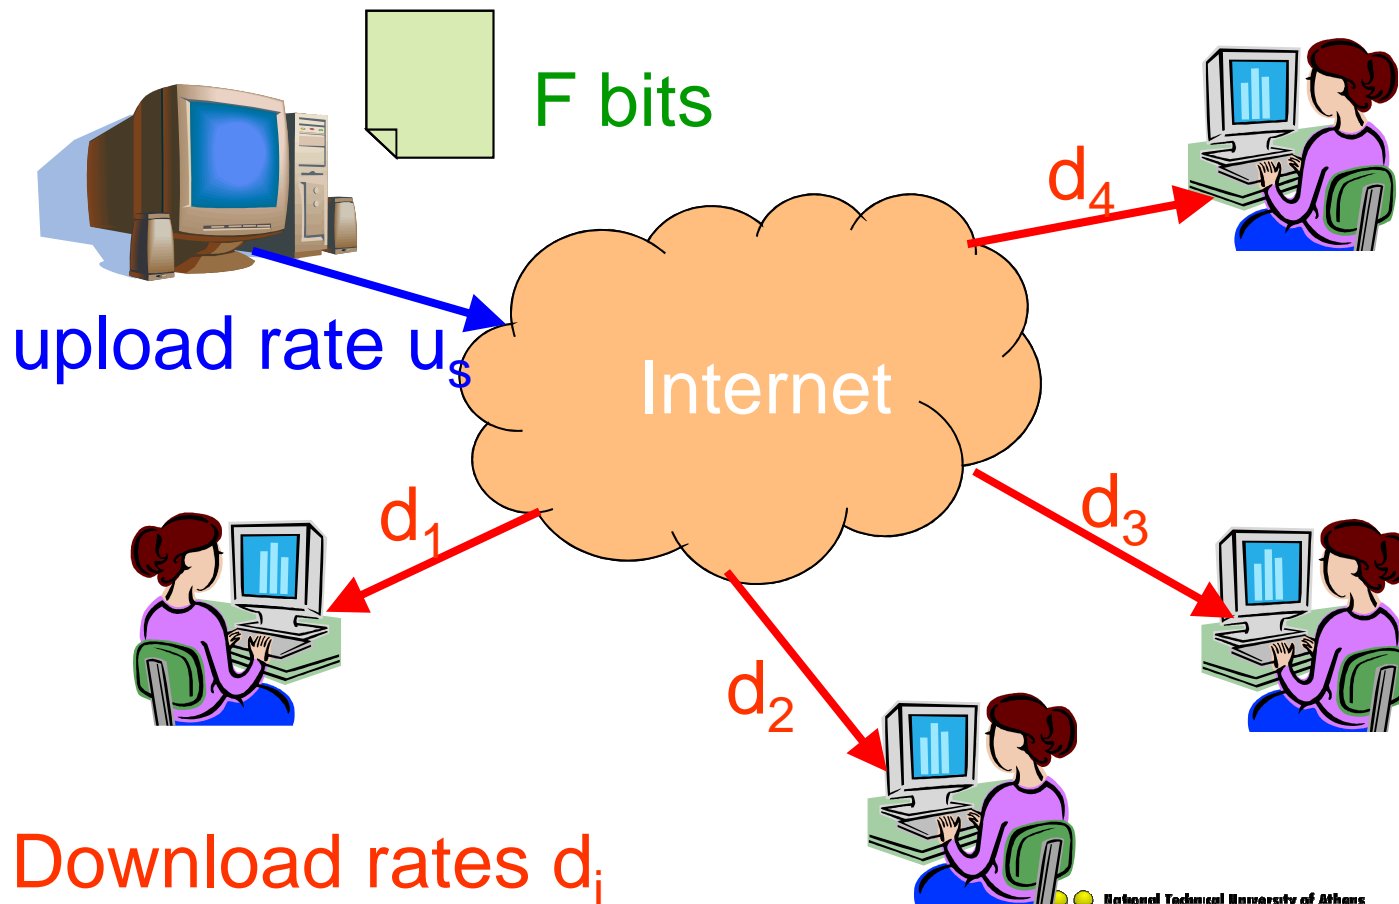 F bits
d₄
upload rate uₛ
Internet
d₁
d₃
d₂
Download rates dᵢ
National Technical University of Athens